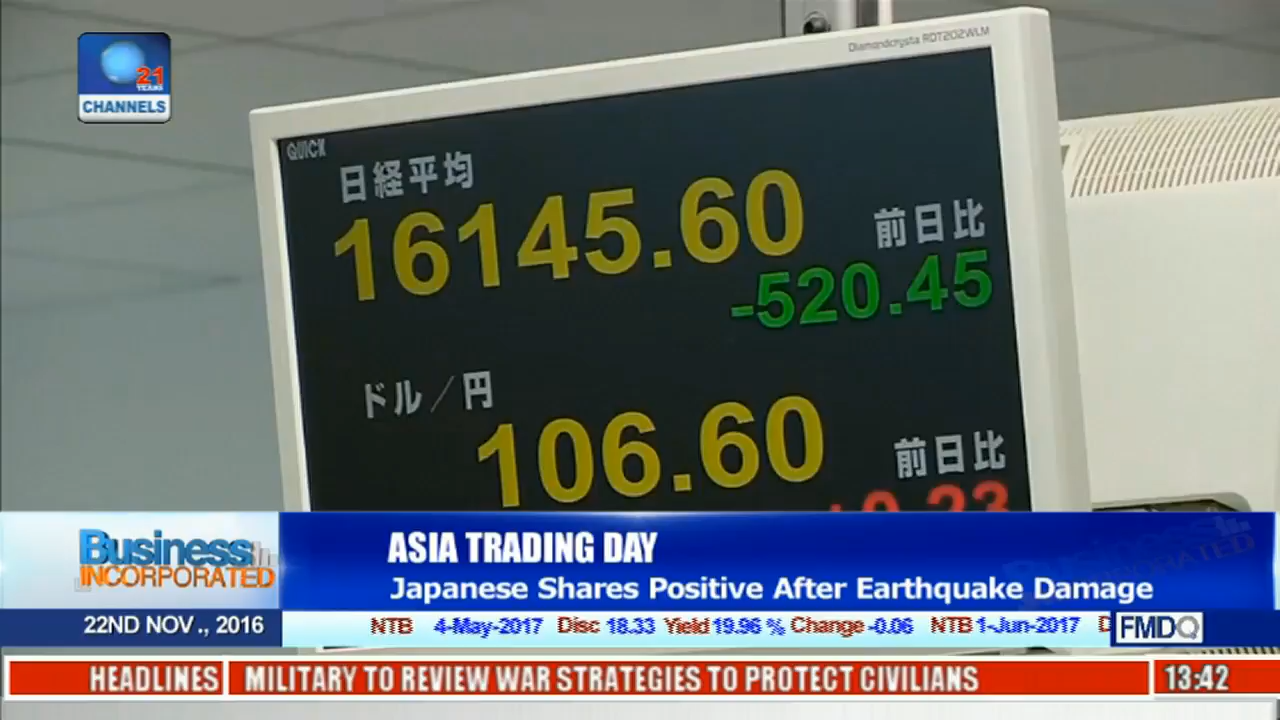 Diamondcrysta RDT202WLM
21
YEARS
CHANNELS
QUICK
日経平均
16145.60
前日比
-520.45
ドル／円
106.60
前日比
Business
INCORPORATED
ASIA TRADING DAY
Japanese Shares Positive After Earthquake Damage
22ND NOV., 2016
NTB 4-May-2017 Disc 18.33 Yield 19.96 % Change -0.06 NTB 1-Jun-2017
FMDQ
HEADLINES
MILITARY TO REVIEW WAR STRATEGIES TO PROTECT CIVILIANS
13:42